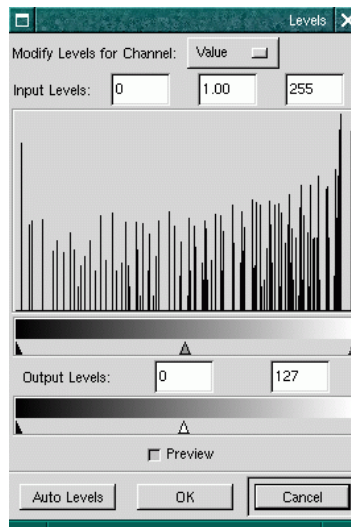 Levels
Modify Levels for Channel: Value
Input Levels: 0 1.00 255
Output Levels: 0 127
Preview
Auto Levels OK Cancel